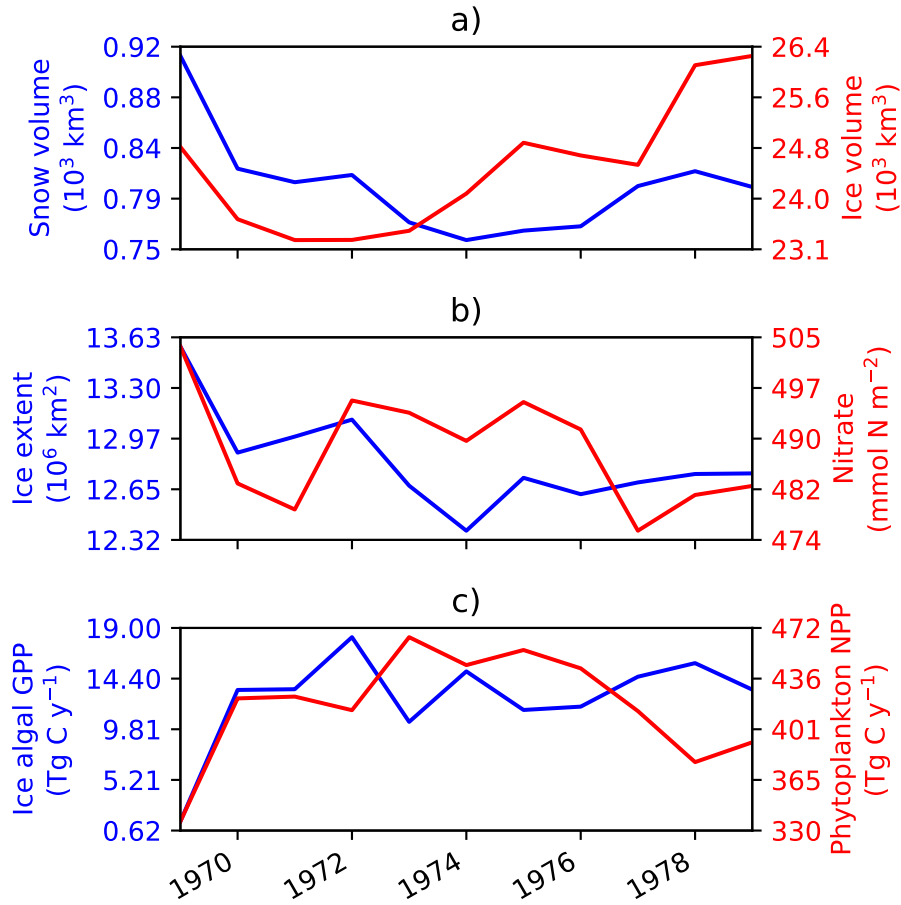 a)
Snow volume
(10³ km³)
0.92
0.88
0.84
0.79
0.75
26.4
25.6
24.8
24.0
23.1
Ice volume
(10³ km³)
b)
Ice extent
(10⁶ km²)
13.63
13.30
12.97
12.65
12.32
505
497
490
482
474
Nitrate
(mmol N m⁻²)
c)
Ice algal GPP
(Tg C y⁻¹)
19.00
14.40
9.81
5.21
0.62
472
436
401
365
330
Phytoplankton NPP
(Tg C y⁻¹)
1970 1972 1974 1976 1978